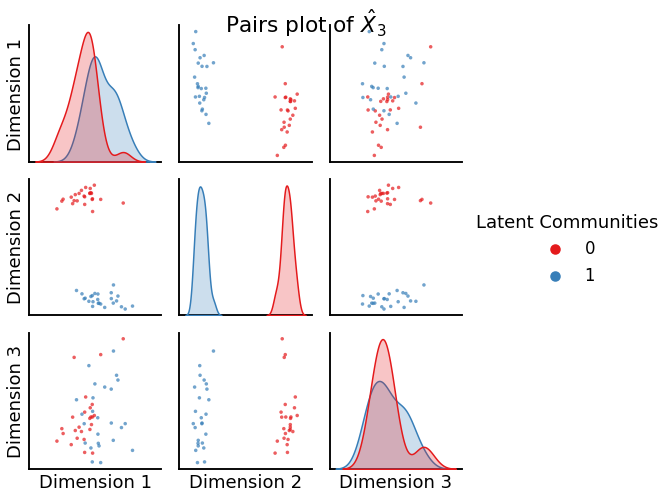 Pairs plot of $\hat{X}_3$
Dimension 1
Dimension 2
Dimension 3
Dimension 1
Dimension 2
Dimension 3
Latent Communities
0
1